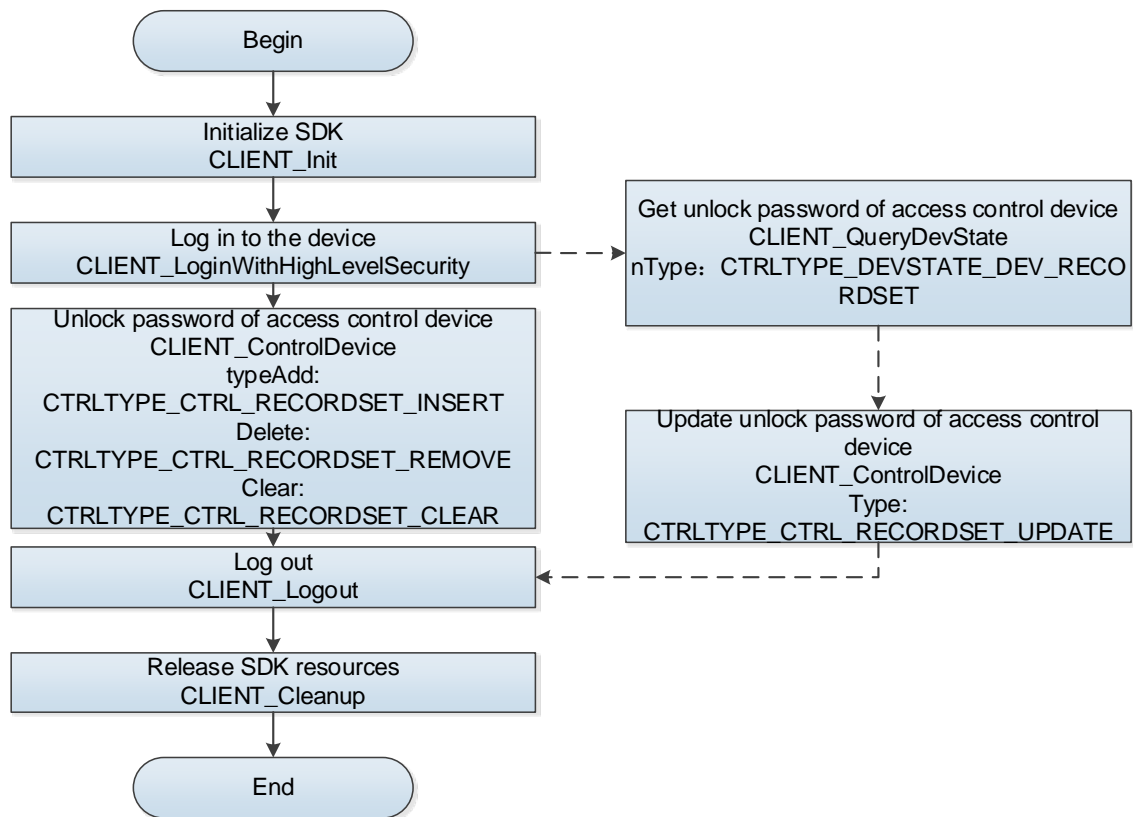 Begin
Initialize SDK
CLIENT_Init
Log in to the device
CLIENT_LoginWithHighLevelSecurity
Get unlock password of access control device
CLIENT_QueryDevState
nType：CTRLTYPE_DEVSTATE_DEV_RECO
RDSET
Unlock password of access control device
CLIENT_ControlDevice
typeAdd:
CTRLTYPE_CTRL_RECORDSET_INSERT
Delete:
CTRLTYPE_CTRL_RECORDSET_REMOVE
Clear:
CTRLTYPE_CTRL_RECORDSET_CLEAR
Update unlock password of access control
device
CLIENT_ControlDevice
Type:
CTRLTYPE_CTRL_RECORDSET_UPDATE
Log out
CLIENT_Logout
Release SDK resources
CLIENT_Cleanup
End